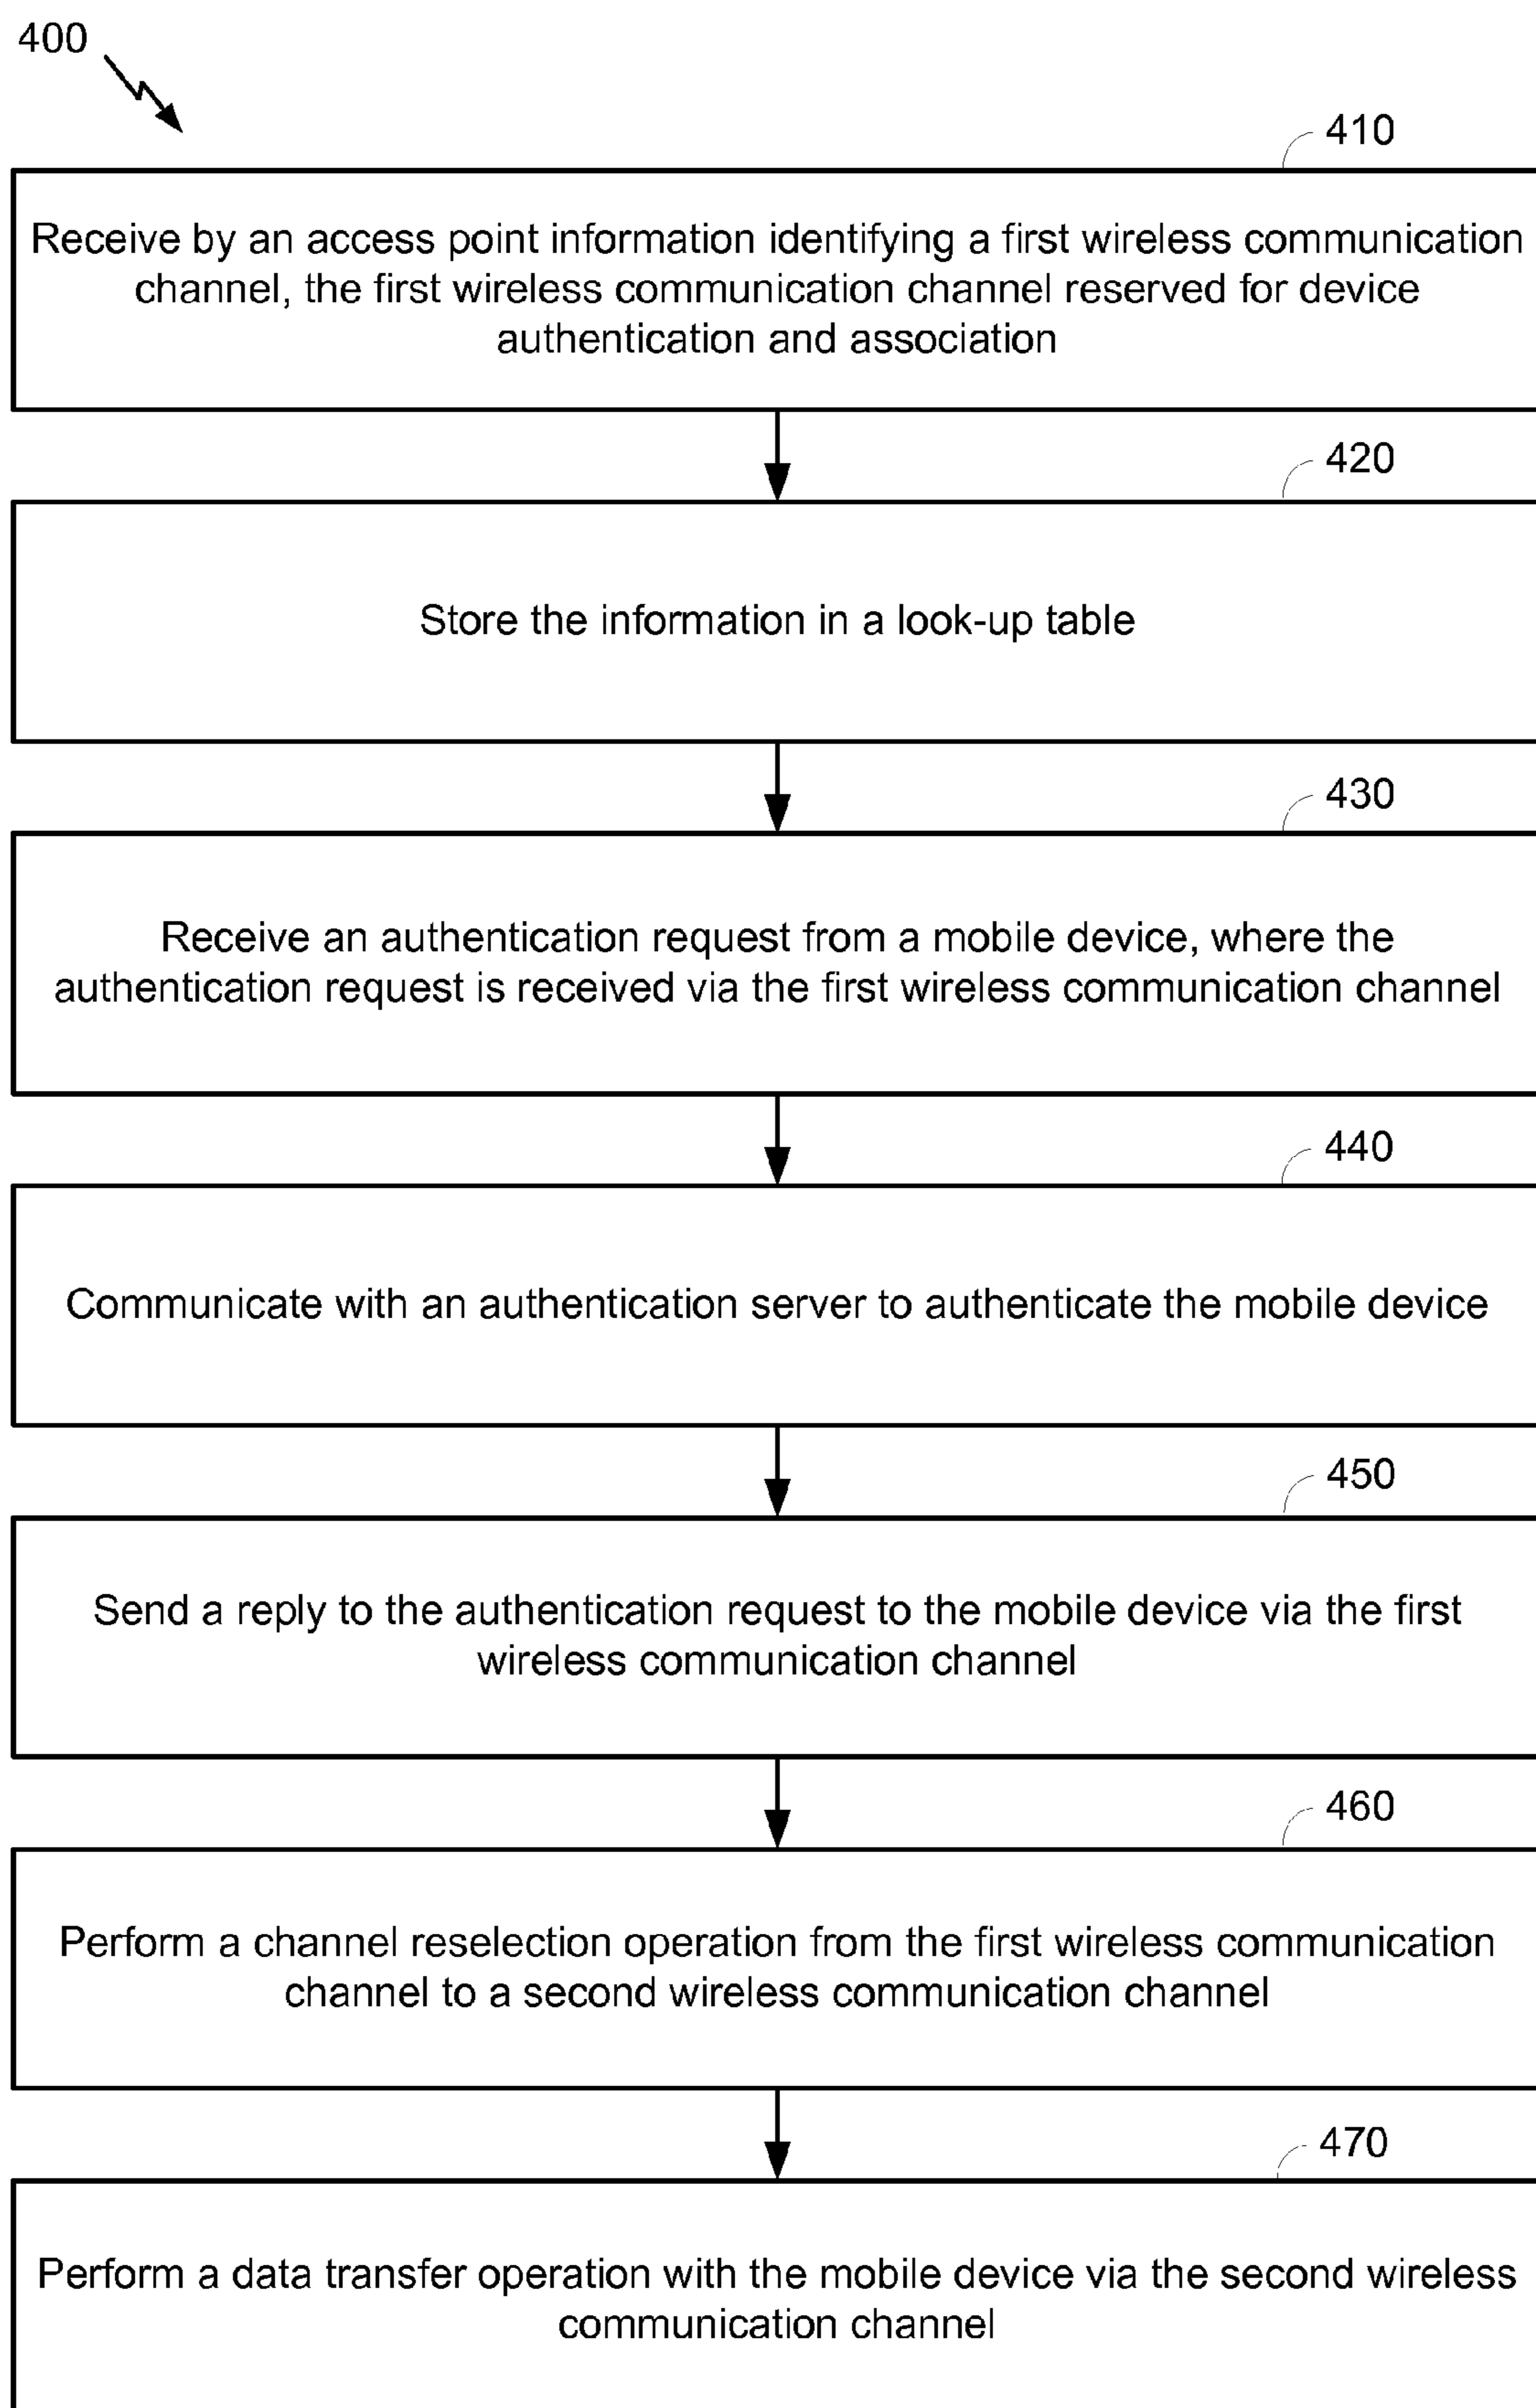 400
410
Receive by an access point information identifying a first wireless communication
channel, the first wireless communication channel reserved for device
authentication and association
420
Store the information in a look-up table
430
Receive an authentication request from a mobile device, where the
authentication request is received via the first wireless communication channel
440
Communicate with an authentication server to authenticate the mobile device
450
Send a reply to the authentication request to the mobile device via the first
wireless communication channel
460
Perform a channel reselection operation from the first wireless communication
channel to a second wireless communication channel
470
Perform a data transfer operation with the mobile device via the second wireless
communication channel